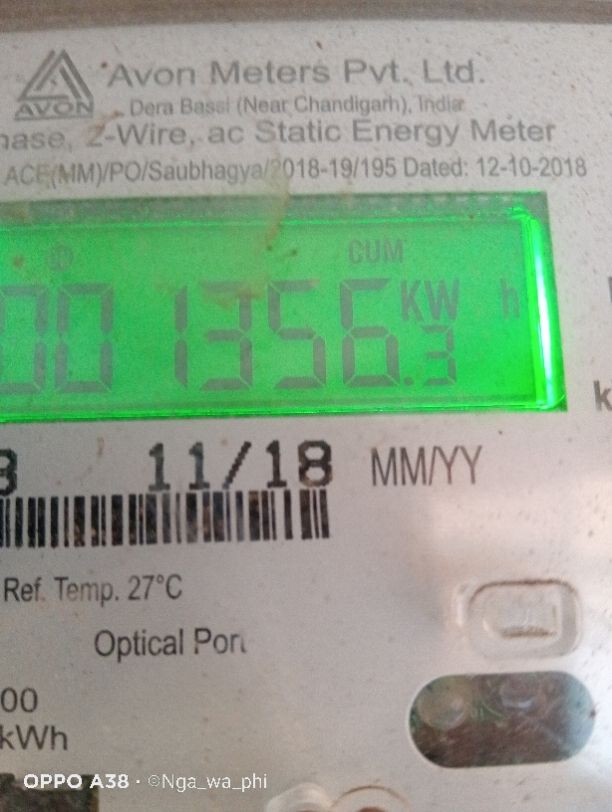 Avon Meters Pvt. Ltd.
AVON
Dera Bassi (Near Chandigarh), India
hase, 2-Wire, ac Static Energy Meter
ACE(MM)/PO/Saubhagya/2018-19/195 Dated: 12-10-2018
CUM
001356.3 KW h
11/18 MM/YY
Ref. Temp. 27°C
Optical Port
00
kWh
OPPO A38 · ©Nga_wa_phi